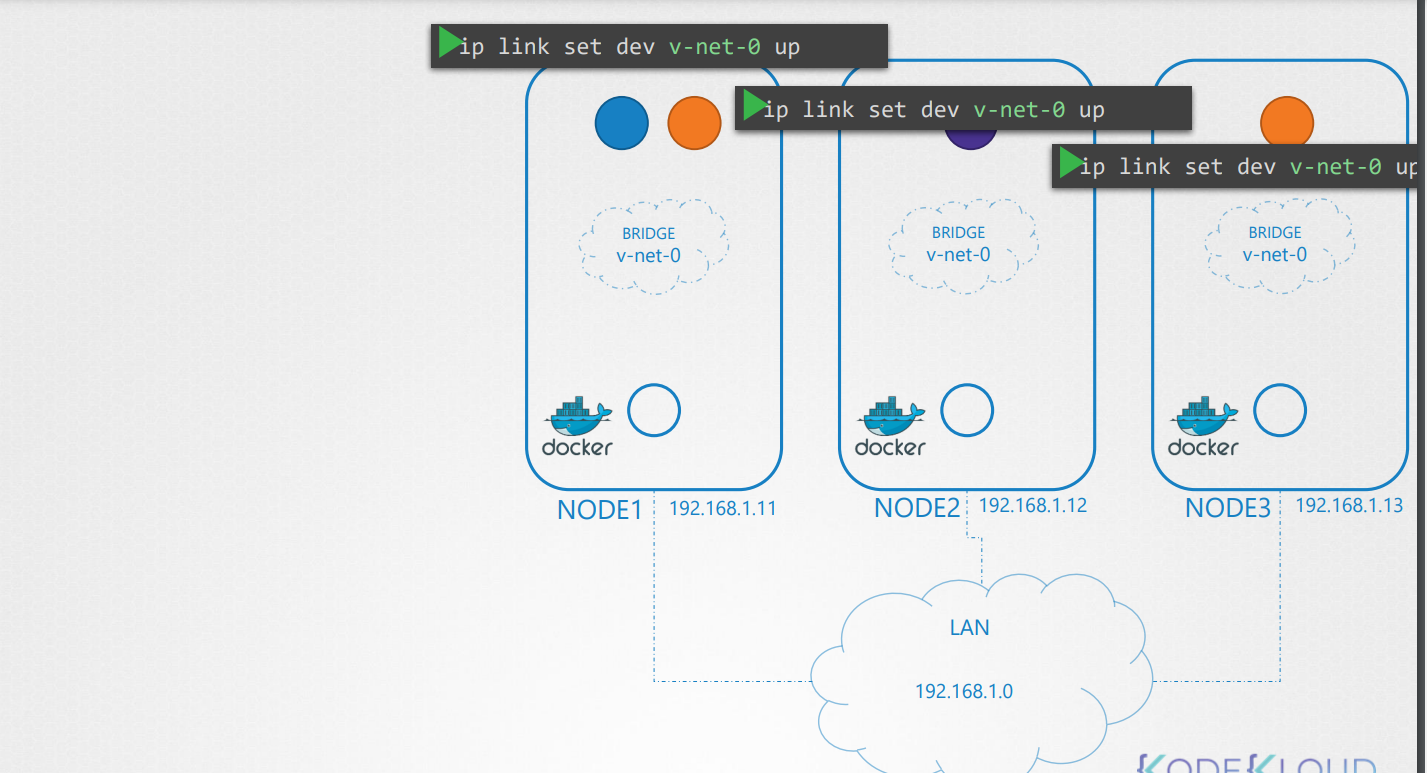 ip link set dev v-net-0 up
ip link set dev v-net-0 up
ip link set dev v-net-0 up
BRIDGE
v-net-0
BRIDGE
v-net-0
BRIDGE
v-net-0
docker
docker
docker
NODE1
192.168.1.11
NODE2
192.168.1.12
NODE3
192.168.1.13
LAN
192.168.1.0
KODEKLOUD